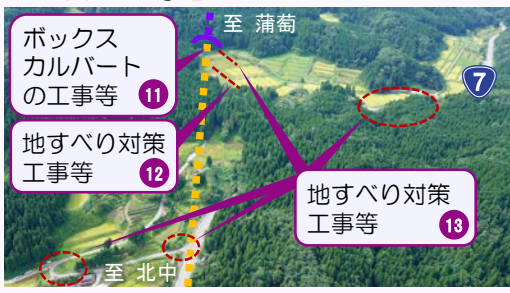 至 蒲萄
ボックス
カルバート
の工事等 11
7
地すべり対策
工事等 12
地すべり対策
工事等 13
至 北中